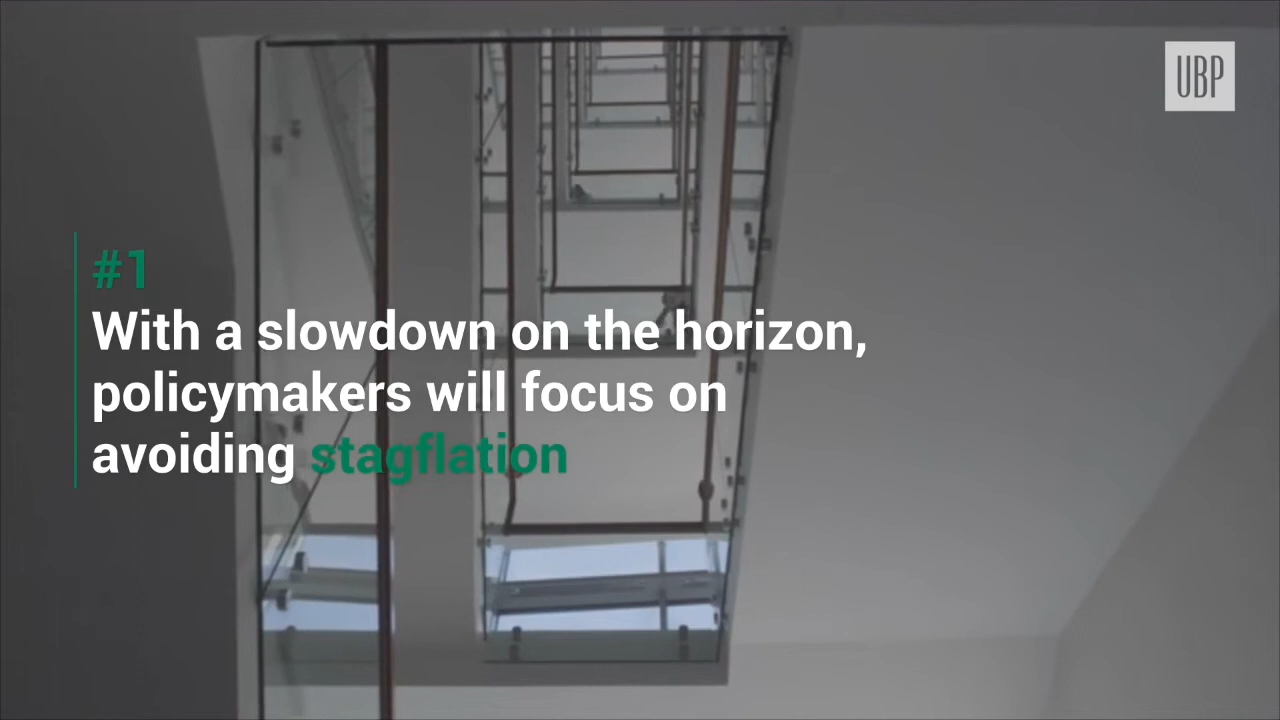 UBP
#1
With a slowdown on the horizon,
policymakers will focus on
avoiding stagflation